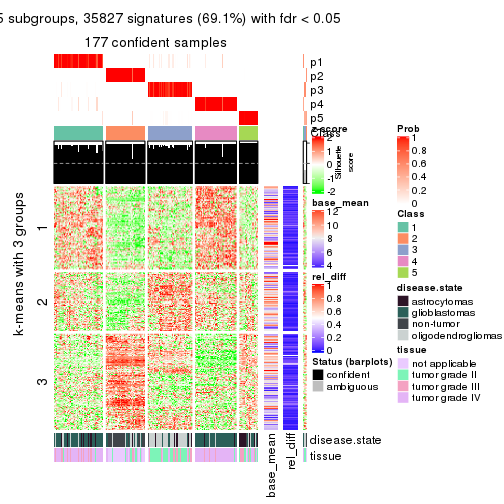 5 subgroups, 35827 signatures (69.1%) with fdr < 0.05
177 confident samples
p1
p2
p3
p4
p5
Class
Silhouette
score
k-means with 3 groups
1
2
3
base_mean
rel_diff
disease.state
tissue
z-score
2
1
0
-1
-2
base_mean
12
10
8
6
4
rel_diff
1
0.8
0.6
0.4
0.2
0
Status (barplots)
confident
ambiguous
Prob
1
0.8
0.6
0.4
0.2
0
Class
1
2
3
4
5
disease.state
astrocytomas
glioblastomas
non-tumor
oligodendrogliomas
tissue
not applicable
tumor grade II
tumor grade III
tumor grade IV